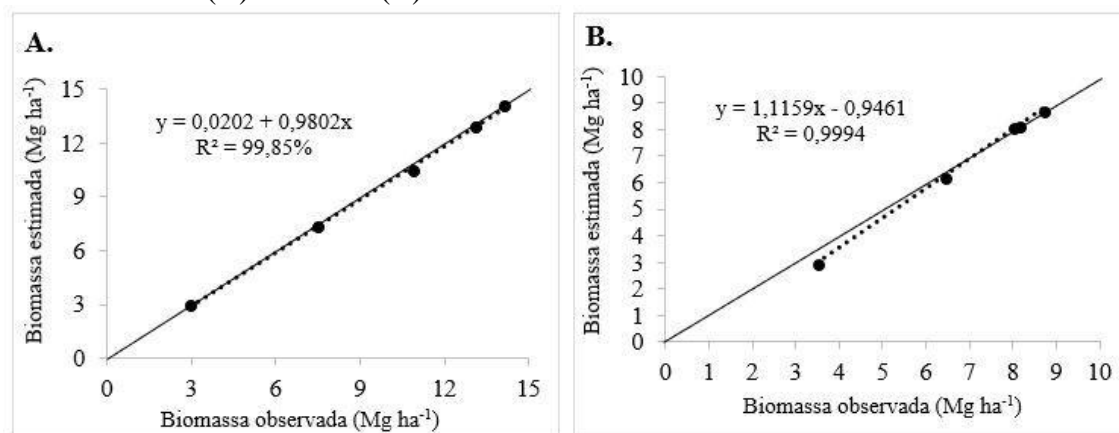 A.
Biomassa estimada (Mg ha⁻¹)
15
12
9
6
3
0
y = 0,0202 + 0,9802x
R² = 99,85%
0 3 6 9 12 15
Biomassa observada (Mg ha⁻¹)
B.
Biomassa estimada (Mg ha⁻¹)
10
9
8
7
6
5
4
3
2
1
0
y = 1,1159x - 0,9461
R² = 0,9994
0 1 2 3 4 5 6 7 8 9 10
Biomassa observada (Mg ha⁻¹)